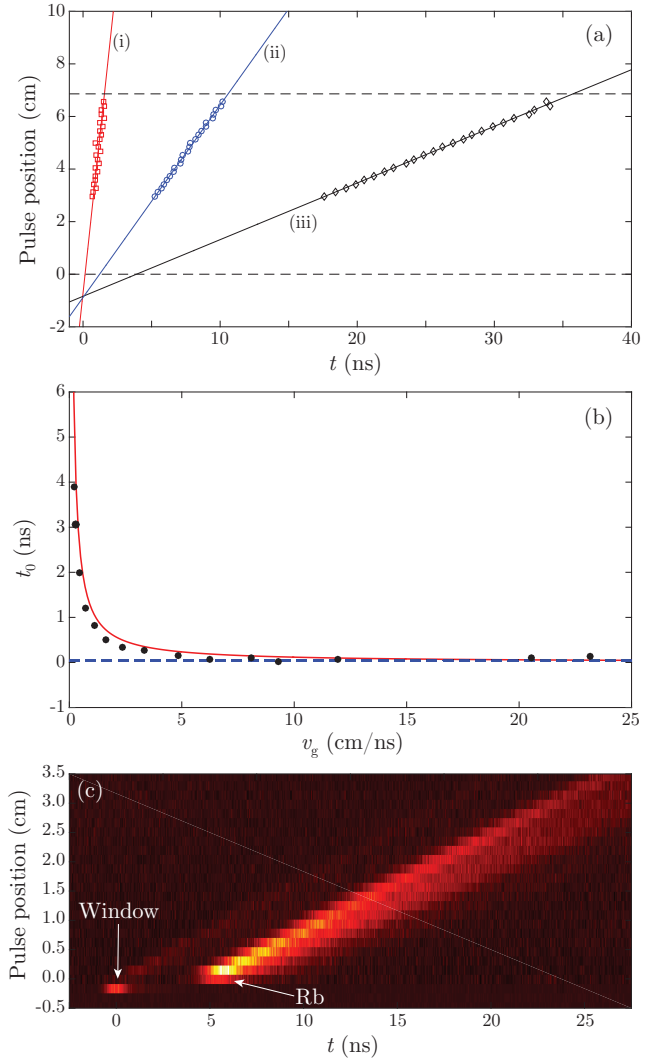 10
8
6
4
2
0
-2
Pulse position (cm)
(i)
(ii)
(iii)
(a)
0
10
20
30
40
t (ns)
6
5
4
3
2
1
0
-1
t0 (ns)
(b)
0
5
10
15
20
25
vg (cm/ns)
3.5
3.0
2.5
2.0
1.5
1.0
0.5
0.0
-0.5
Pulse position (cm)
(c)
Window
Rb
0
5
10
15
20
25
t (ns)